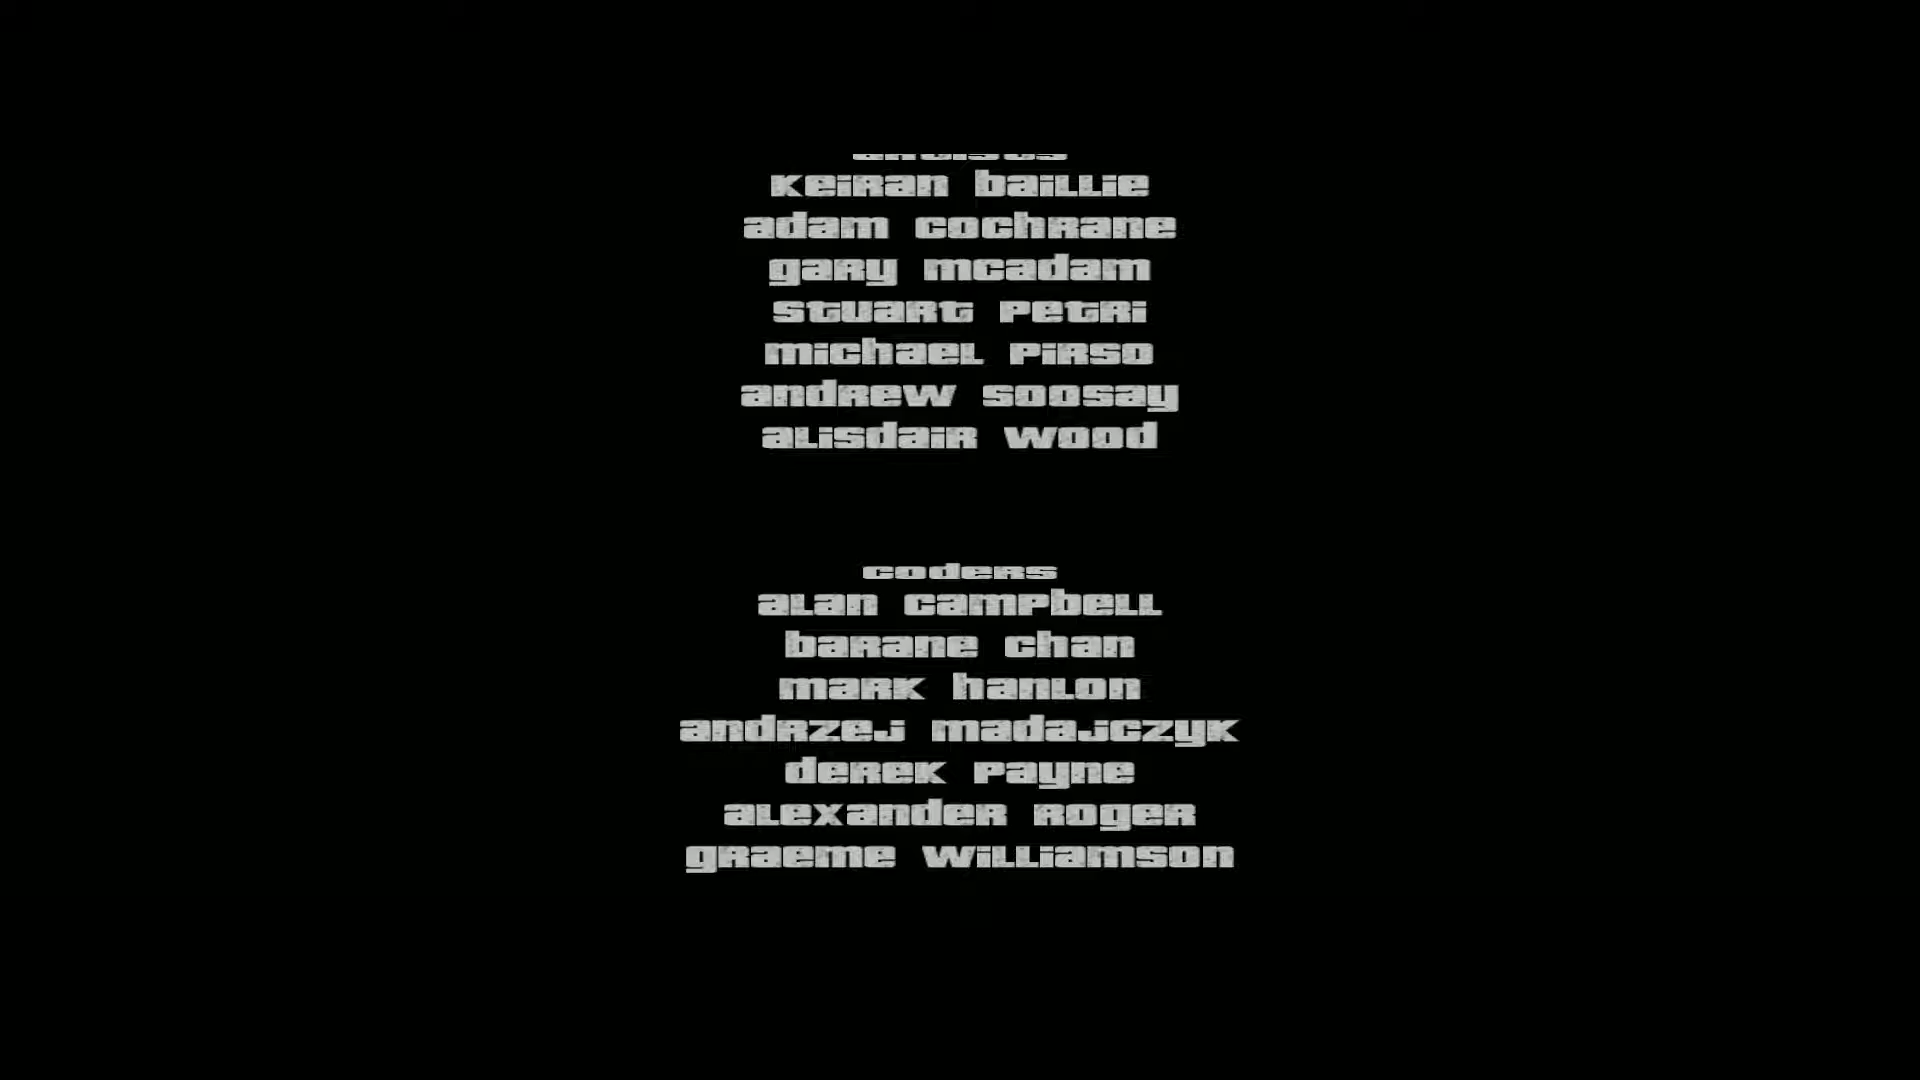 artists
Keiran Baillie
adam cochrane
gary mcadam
stuart Petri
michael Pirso
andrew soosay
alisdair wood
coders
alan campbell
barane chan
mark hanlon
andrzej madajczyk
derek Payne
alexander Roger
graeme williamson